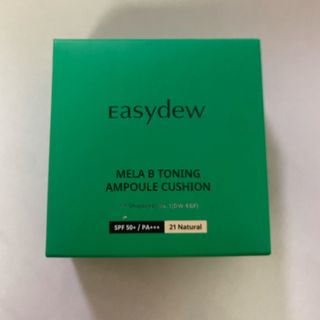 Easydew
MELA B TONING
AMPOULE CUSHION
SPF 50+ / PA+++ 21 Natural